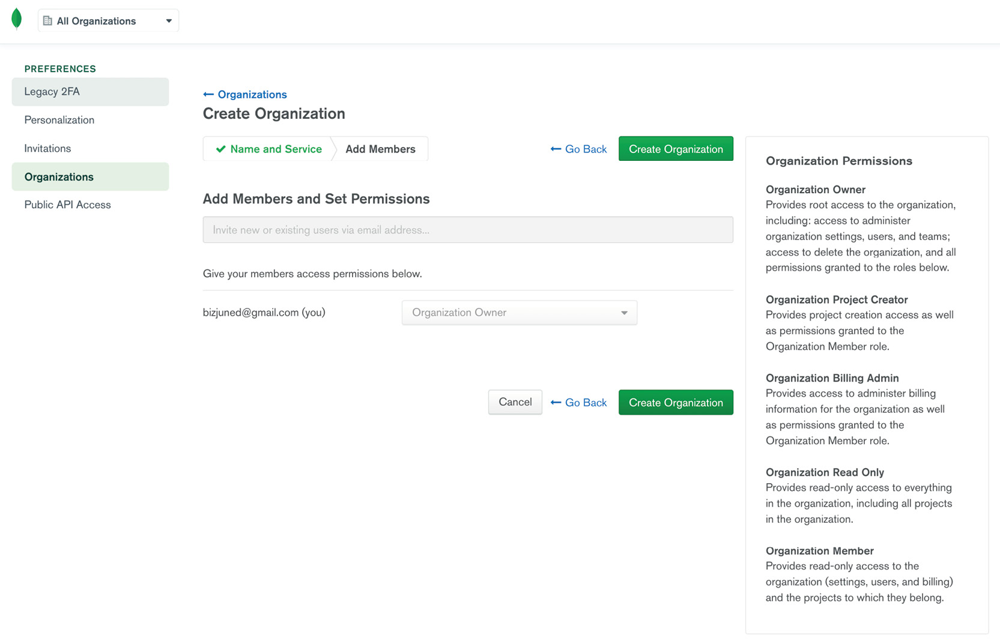 All Organizations
PREFERENCES
Legacy 2FA
Personalization
Invitations
Organizations
Public API Access
Organizations
Create Organization
Name and Service
Add Members
Go Back
Create Organization
Add Members and Set Permissions
Invite new or existing users via email address...
Give your members access permissions below.
bizjuned@gmail.com (you)
Organization Owner
Cancel
Go Back
Create Organization
Organization Permissions
Organization Owner
Provides root access to the organization,
including: access to administer
organization settings, users, and teams;
access to delete the organization, and all
permissions granted to the roles below.
Organization Project Creator
Provides project creation access as well
as permissions granted to the
Organization Member role.
Organization Billing Admin
Provides access to administer billing
information for the organization as well
as permissions granted to the
Organization Member role.
Organization Read Only
Provides read-only access to everything
in the organization, including all projects
in the organization.
Organization Member
Provides read-only access to the
organization (settings, users, and billing)
and the projects to which they belong.